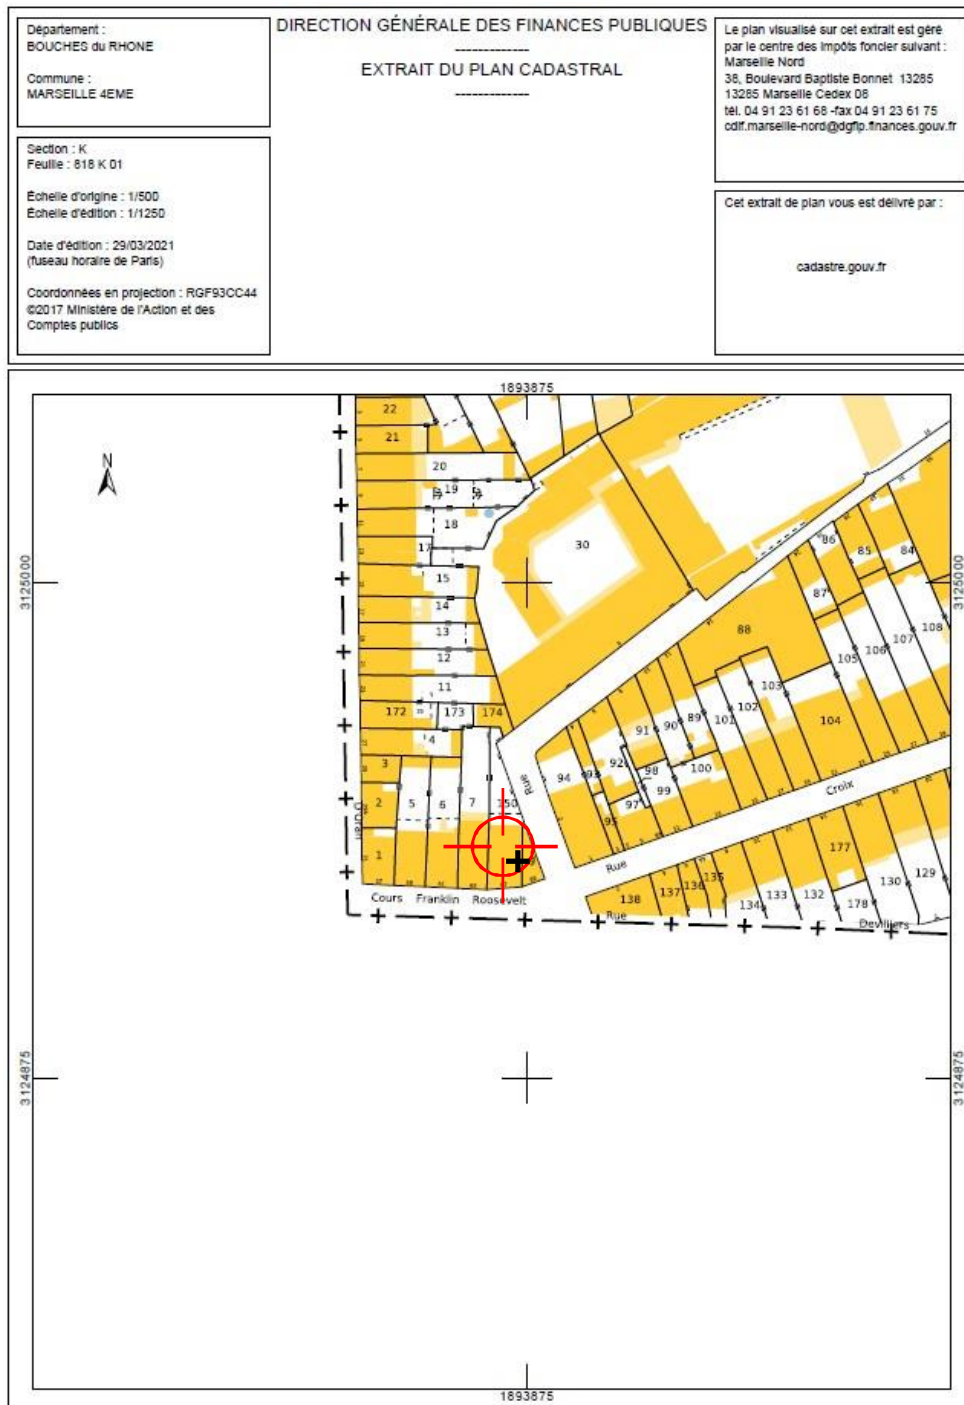 Département :
BOUCHES du RHONE
Commune :
MARSEILLE 4EME
Section : K
Feuille : 818 K 01
Échelle d'origine : 1/500
Échelle d'édition : 1/1250
Date d'édition : 29/03/2021
(fuseau horaire de Paris)
Coordonnées en projection : RGF93CC44
©2017 Ministère de l'Action et des
Comptes publics
DIRECTION GÉNÉRALE DES FINANCES PUBLIQUES
-------------
EXTRAIT DU PLAN CADASTRAL
-------------
Le plan visualisé sur cet extrait est géré
par le centre des impôts foncier suivant :
Marseille Nord
38, Boulevard Baptiste Bonnet 13285
13285 Marseille Cedex 08
tél. 04 91 23 61 68 -fax 04 91 23 61 75
cdif.marseille-nord@dgfip.finances.gouv.fr
Cet extrait de plan vous est délivré par :
cadastre.gouv.fr
1893875
N
22
21
20
19
18
17
15
14
13
12
11
172
173
174
4
3
2
5
6
7
150
1
30
86
85
84
87
88
108
107
106
105
103
102
101
104
89
90
91
92
93
94
95
97
98
99
100
Rue
Croix
Rue
177
135
136
137
138
134
133
132
178
130
129
Cours Franklin Roosevelt
Rue
Devilliers
3125000
3125000
3124875
3124875
1893875